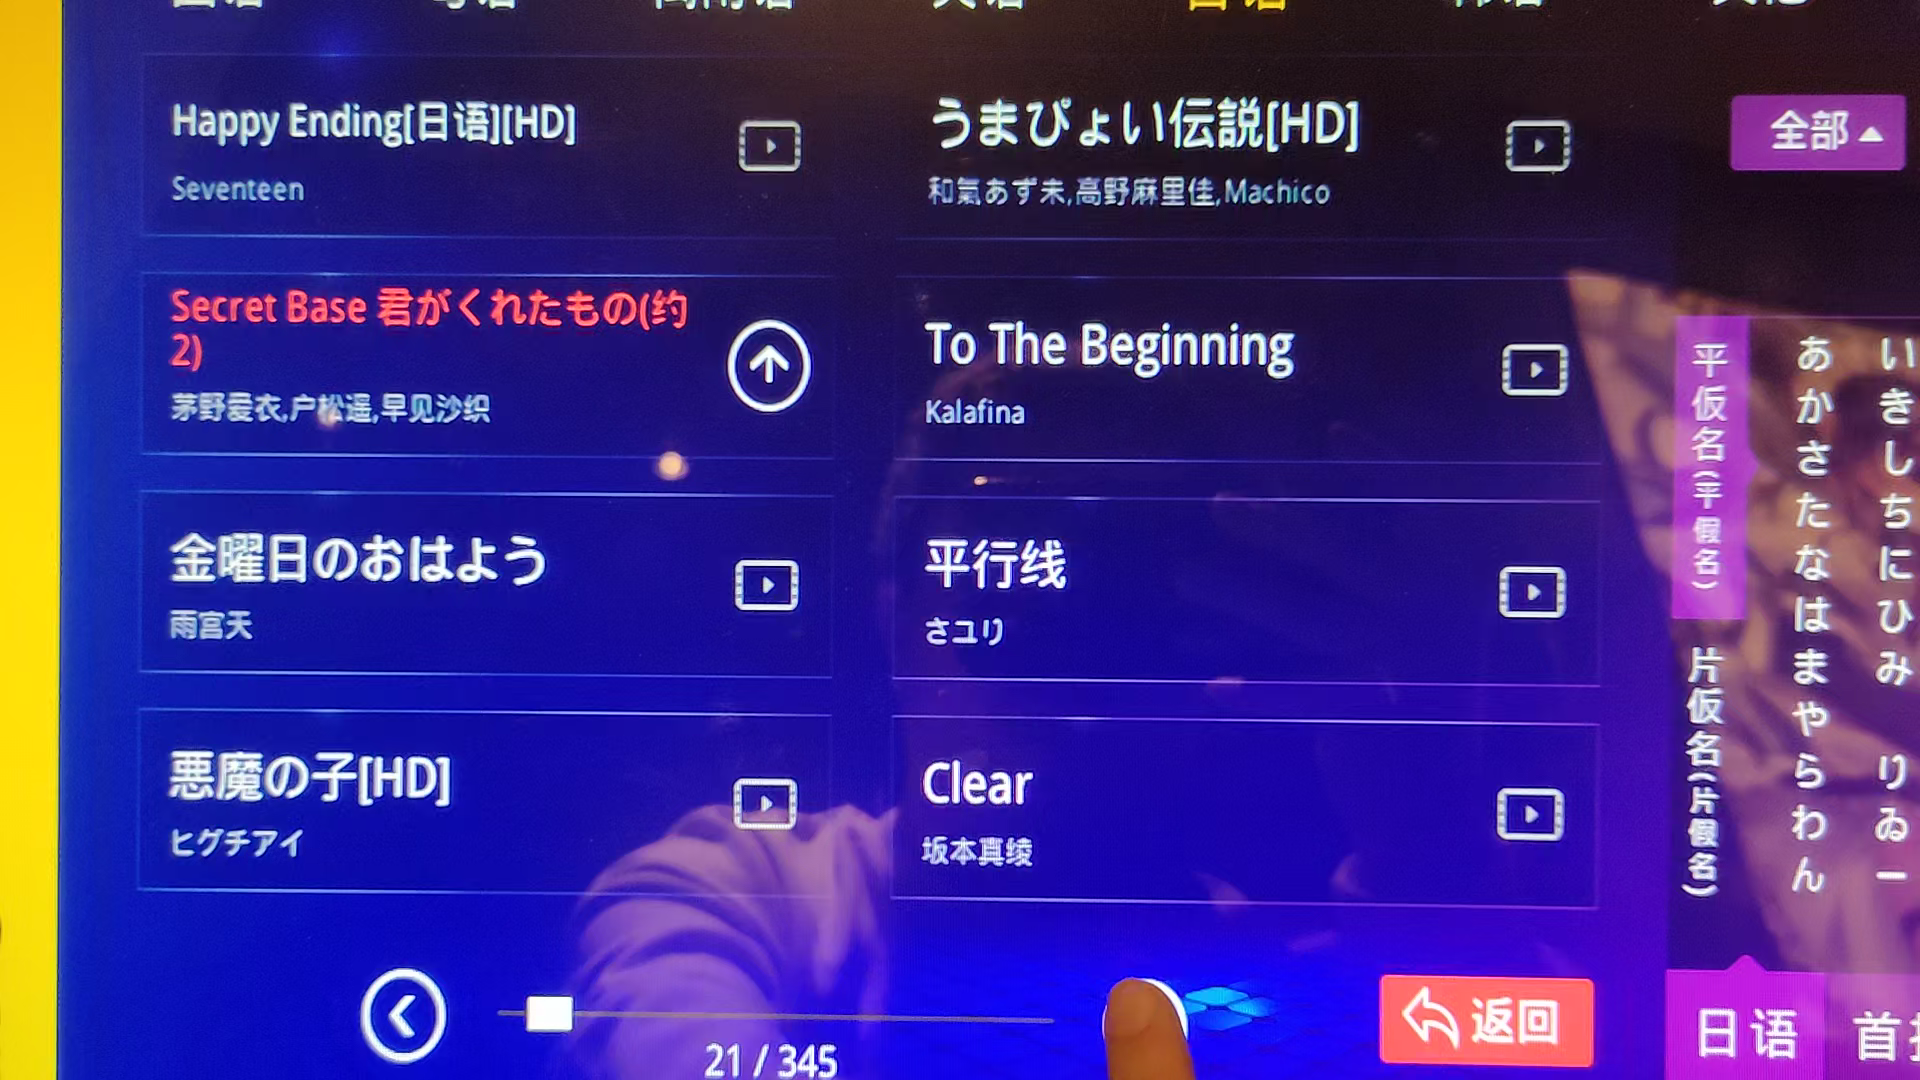 日语
Happy Ending[日语][HD]
Seventeen
うまぴょい伝説[HD]
和氣あず未,高野麻里佳,Machico
全部
Secret Base 君がくれたもの(约
2)
茅野爱衣,户松遥,早见沙织
To The Beginning
Kalafina
金曜日のおはよう
雨宫天
平行线
さユリ
悪魔の子[HD]
ヒグチアイ
Clear
坂本真绫
平仮名(平假名)
片仮名(片假名)
あ い
か き
さ し
た ち
な に
は ひ
ま み
や
ら り
わ ゐ
ん ー
21 / 345
返回
日语
首